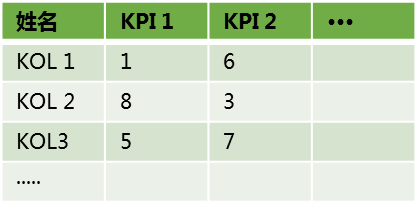 姓名 KPI 1 KPI 2 •••
KOL 1 1 6
KOL 2 8 3
KOL3 5 7
.....